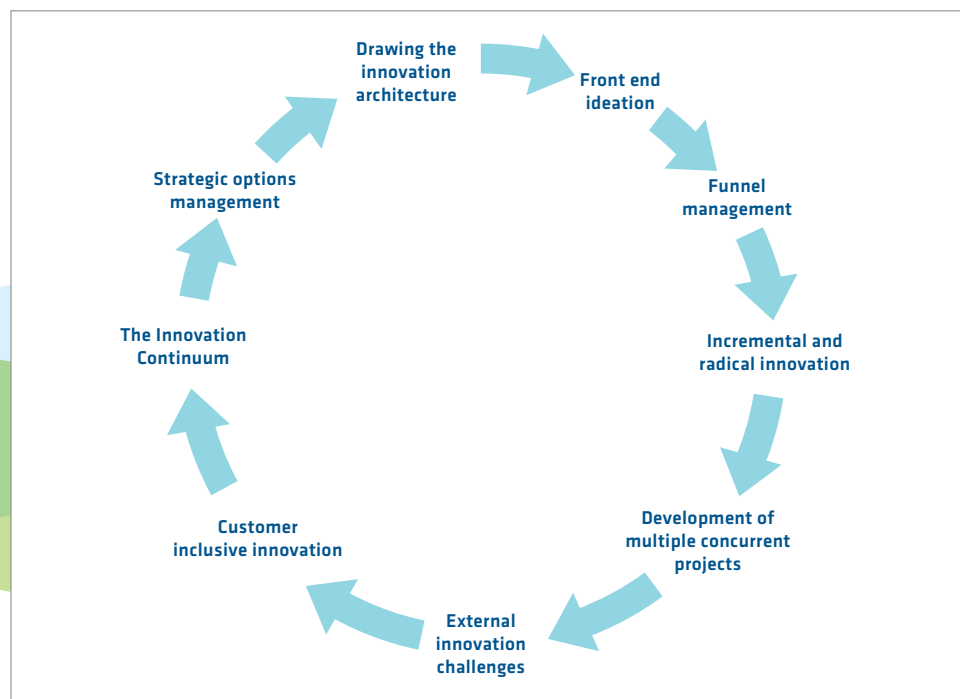 Drawing the
innovation
architecture
Front end
ideation
Funnel
management
Incremental and
radical innovation
Development of
multiple concurrent
projects
External
innovation
challenges
Customer
inclusive innovation
The Innovation
Continuum
Strategic options
management